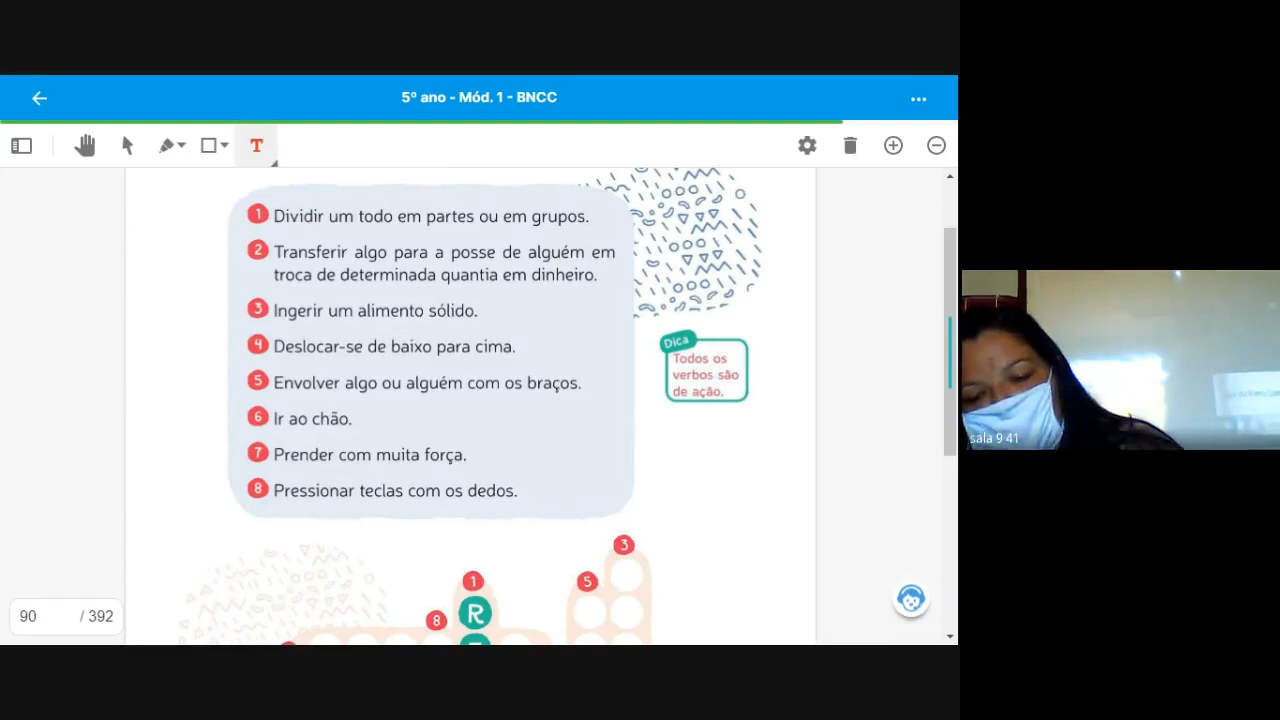 5º ano - Mód. 1 - BNCC
T
1 Dividir um todo em partes ou em grupos.
2 Transferir algo para a posse de alguém em
troca de determinada quantia em dinheiro.
3 Ingerir um alimento sólido.
4 Deslocar-se de baixo para cima.
5 Envolver algo ou alguém com os braços.
6 Ir ao chão.
7 Prender com muita força.
8 Pressionar teclas com os dedos.
Dica
Todos os
verbos são
de ação.
3
1
5
8
R
90 / 392
sala 9 41